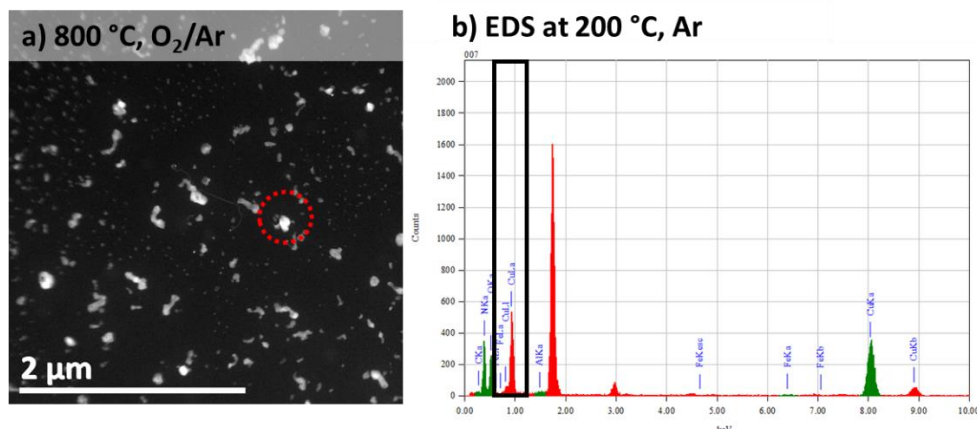 a) 800 °C, O₂/Ar
2 µm
b) EDS at 200 °C, Ar
007
Counts
2000
1800
1600
1400
1200
1000
800
600
400
200
0
CKa
NKa
OKa
FeLa
CuLl
CuLa
AlKa
FeKesc
FeKa
FeKb
CuKa
CuKb
0.00 1.00 2.00 3.00 4.00 5.00 6.00 7.00 8.00 9.00 10.00